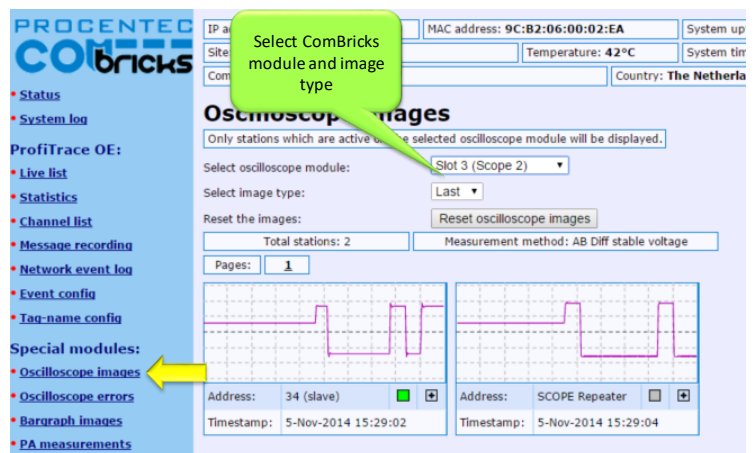 PROCENTEC
COMbricks
• Status
• System log
ProfiTrace OE:
• Live list
• Statistics
• Channel list
• Message recording
• Network event log
• Event config
• Tag-name config
Special modules:
• Oscilloscope images
• Oscilloscope errors
• Bargraph images
• PA measurements
IP a
MAC address: 9C:B2:06:00:02:EA
System up
Site
Temperature: 42°C
System tim
Com
Country: The Netherla
Select ComBricks
module and image
type
Oscilloscope images
Only stations which are active on the selected oscilloscope module will be displayed.
Select oscilloscope module:
Slot 3 (Scope 2)
Select image type:
Last
Reset the images:
Reset oscilloscope images
Total stations: 2
Measurement method: AB Diff stable voltage
Pages:
1
Address:
34 (slave)
Timestamp:
5-Nov-2014 15:29:02
Address:
SCOPE Repeater
Timestamp:
5-Nov-2014 15:29:04